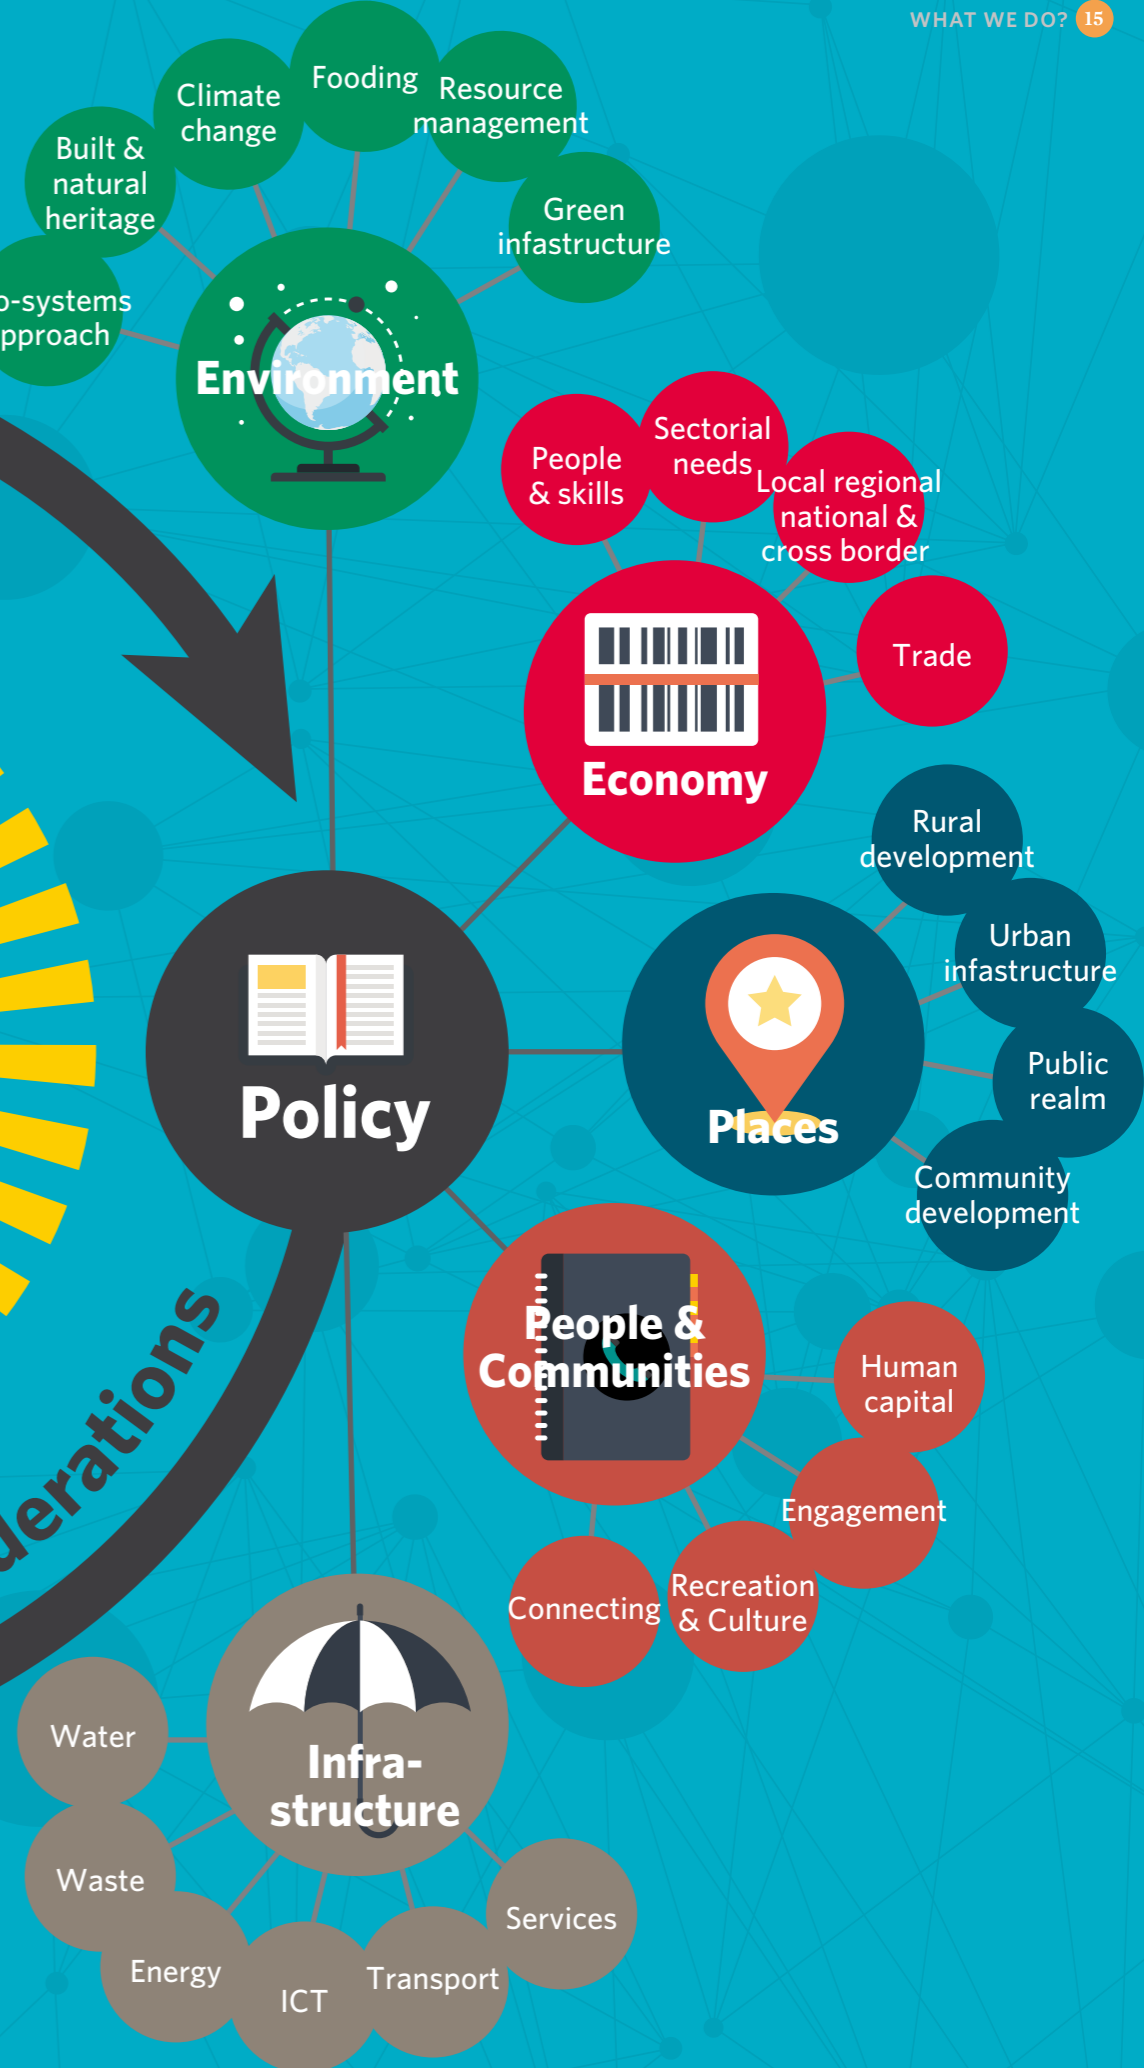 WHAT WE DO? 15
Fooding
Climate
change
Resource
management
Built &
natural
heritage
Green
infastructure
o-systems
pproach
Environment
People
& skills
Sectorial
needs
Local regional
national &
cross border
Trade
Economy
Rural
development
Urban
infastructure
Public
realm
Community
development
Places
Policy
People &
Communities
Human
capital
Engagement
Recreation
& Culture
Connecting
derations
Infra-
structure
Water
Waste
Energy
ICT
Transport
Services